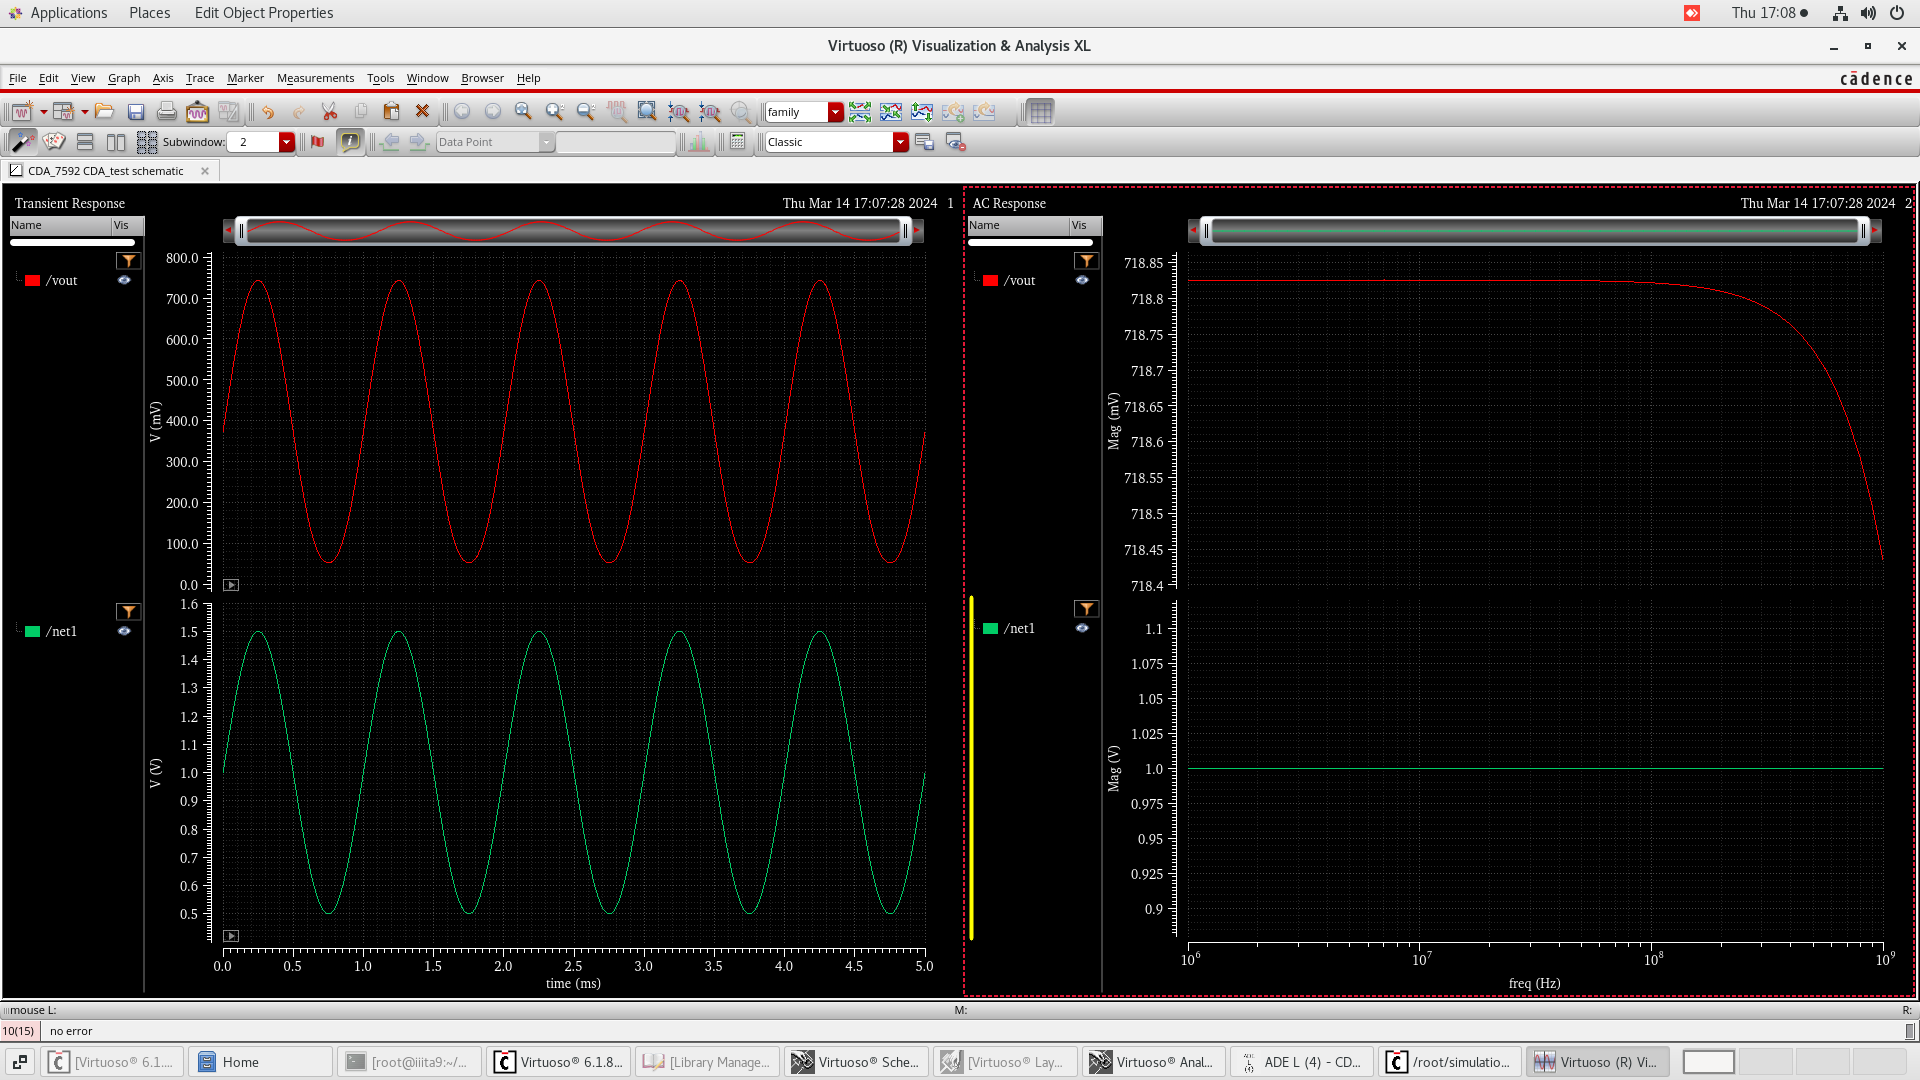 Applications Places Edit Object Properties Thu 17:08
Virtuoso (R) Visualization & Analysis XL
File Edit View Graph Axis Trace Marker Measurements Tools Window Browser Help cādence
family
Subwindow: 2 Data Point Classic
CDA_7592 CDA_test schematic
Transient Response Thu Mar 14 17:07:28 2024 1
Name Vis
/vout
800.0
700.0
600.0
500.0
400.0
300.0
200.0
100.0
0.0
V (mV)
/net1
1.6
1.5
1.4
1.3
1.2
1.1
1.0
0.9
0.8
0.7
0.6
0.5
V (V)
0.0 0.5 1.0 1.5 2.0 2.5 3.0 3.5 4.0 4.5 5.0
time (ms)
AC Response Thu Mar 14 17:07:28 2024 2
Name Vis
/vout
718.85
718.8
718.75
718.7
718.65
718.6
718.55
718.5
718.45
718.4
Mag (mV)
/net1
1.1
1.075
1.05
1.025
1.0
0.975
0.95
0.925
0.9
Mag (V)
10⁶ 10⁷ 10⁸ 10⁹
freq (Hz)
mouse L: M: R:
10(15) no error
[Virtuoso® 6.1.... Home [root@iiita9:~/... Virtuoso® 6.1.8... [Library Manage... Virtuoso® Sche... [Virtuoso® Lay... Virtuoso® Anal... ADE L (4) - CD... /root/simulatio... Virtuoso (R) Vi...